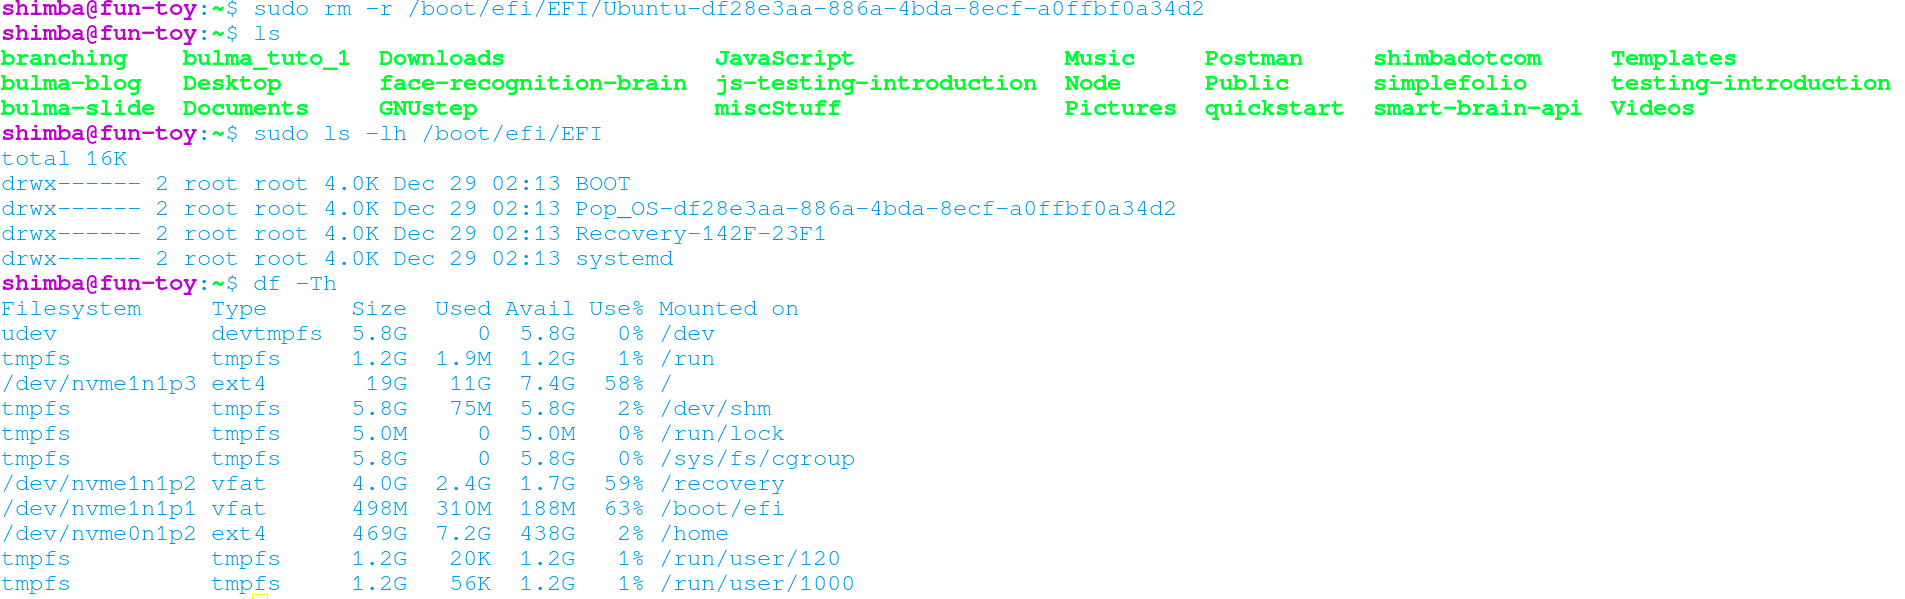 shimba@fun-toy:~$ sudo rm -r /boot/efi/EFI/Ubuntu-df28e3aa-886a-4bda-8ecf-a0ffbf0a34d2
shimba@fun-toy:~$ ls
branching    bulma_tuto_1  Downloads               JavaScript               Music     Postman     shimbadotcom     Templates
bulma-blog   Desktop       face-recognition-brain  js-testing-introduction  Node      Public      simplefolio      testing-introduction
bulma-slide  Documents     GNUstep                 miscStuff                Pictures  quickstart  smart-brain-api  Videos
shimba@fun-toy:~$ sudo ls -lh /boot/efi/EFI
total 16K
drwx------ 2 root root 4.0K Dec 29 02:13 BOOT
drwx------ 2 root root 4.0K Dec 29 02:13 Pop_OS-df28e3aa-886a-4bda-8ecf-a0ffbf0a34d2
drwx------ 2 root root 4.0K Dec 29 02:13 Recovery-142F-23F1
drwx------ 2 root root 4.0K Dec 29 02:13 systemd
shimba@fun-toy:~$ df -Th
Filesystem     Type      Size  Used Avail Use% Mounted on
udev           devtmpfs  5.8G     0  5.8G   0% /dev
tmpfs          tmpfs     1.2G  1.9M  1.2G   1% /run
/dev/nvme1n1p3 ext4       19G   11G  7.4G  58% /
tmpfs          tmpfs     5.8G   75M  5.8G   2% /dev/shm
tmpfs          tmpfs     5.0M     0  5.0M   0% /run/lock
tmpfs          tmpfs     5.8G     0  5.8G   0% /sys/fs/cgroup
/dev/nvme1n1p2 vfat      4.0G  2.4G  1.7G  59% /recovery
/dev/nvme1n1p1 vfat      498M  310M  188M  63% /boot/efi
/dev/nvme0n1p2 ext4      469G  7.2G  438G   2% /home
tmpfs          tmpfs     1.2G   20K  1.2G   1% /run/user/120
tmpfs          tmpfs     1.2G   56K  1.2G   1% /run/user/1000